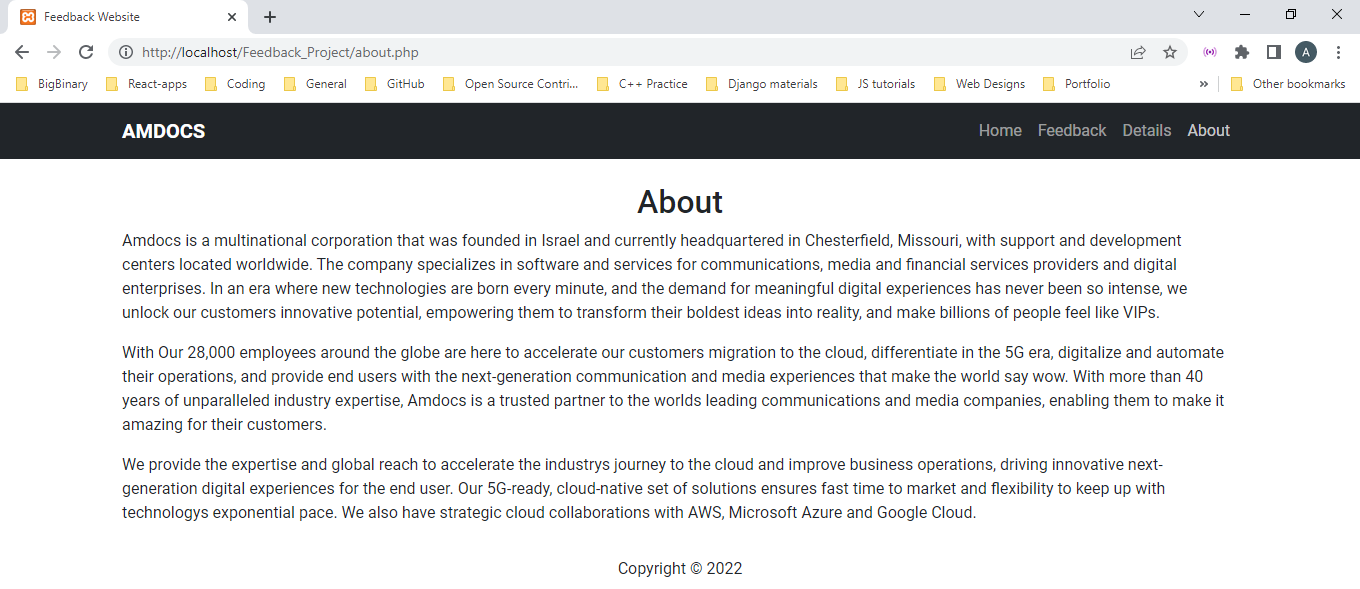 Feedback Website
http://localhost/Feedback_Project/about.php
A
BigBinary React-apps Coding General GitHub Open Source Contri... C++ Practice Django materials JS tutorials Web Designs Portfolio » Other bookmarks
AMDOCS Home Feedback Details About
About
Amdocs is a multinational corporation that was founded in Israel and currently headquartered in Chesterfield, Missouri, with support and development
centers located worldwide. The company specializes in software and services for communications, media and financial services providers and digital
enterprises. In an era where new technologies are born every minute, and the demand for meaningful digital experiences has never been so intense, we
unlock our customers innovative potential, empowering them to transform their boldest ideas into reality, and make billions of people feel like VIPs.
With Our 28,000 employees around the globe are here to accelerate our customers migration to the cloud, differentiate in the 5G era, digitalize and automate
their operations, and provide end users with the next-generation communication and media experiences that make the world say wow. With more than 40
years of unparalleled industry expertise, Amdocs is a trusted partner to the worlds leading communications and media companies, enabling them to make it
amazing for their customers.
We provide the expertise and global reach to accelerate the industrys journey to the cloud and improve business operations, driving innovative next-
generation digital experiences for the end user. Our 5G-ready, cloud-native set of solutions ensures fast time to market and flexibility to keep up with
technologys exponential pace. We also have strategic cloud collaborations with AWS, Microsoft Azure and Google Cloud.
Copyright © 2022